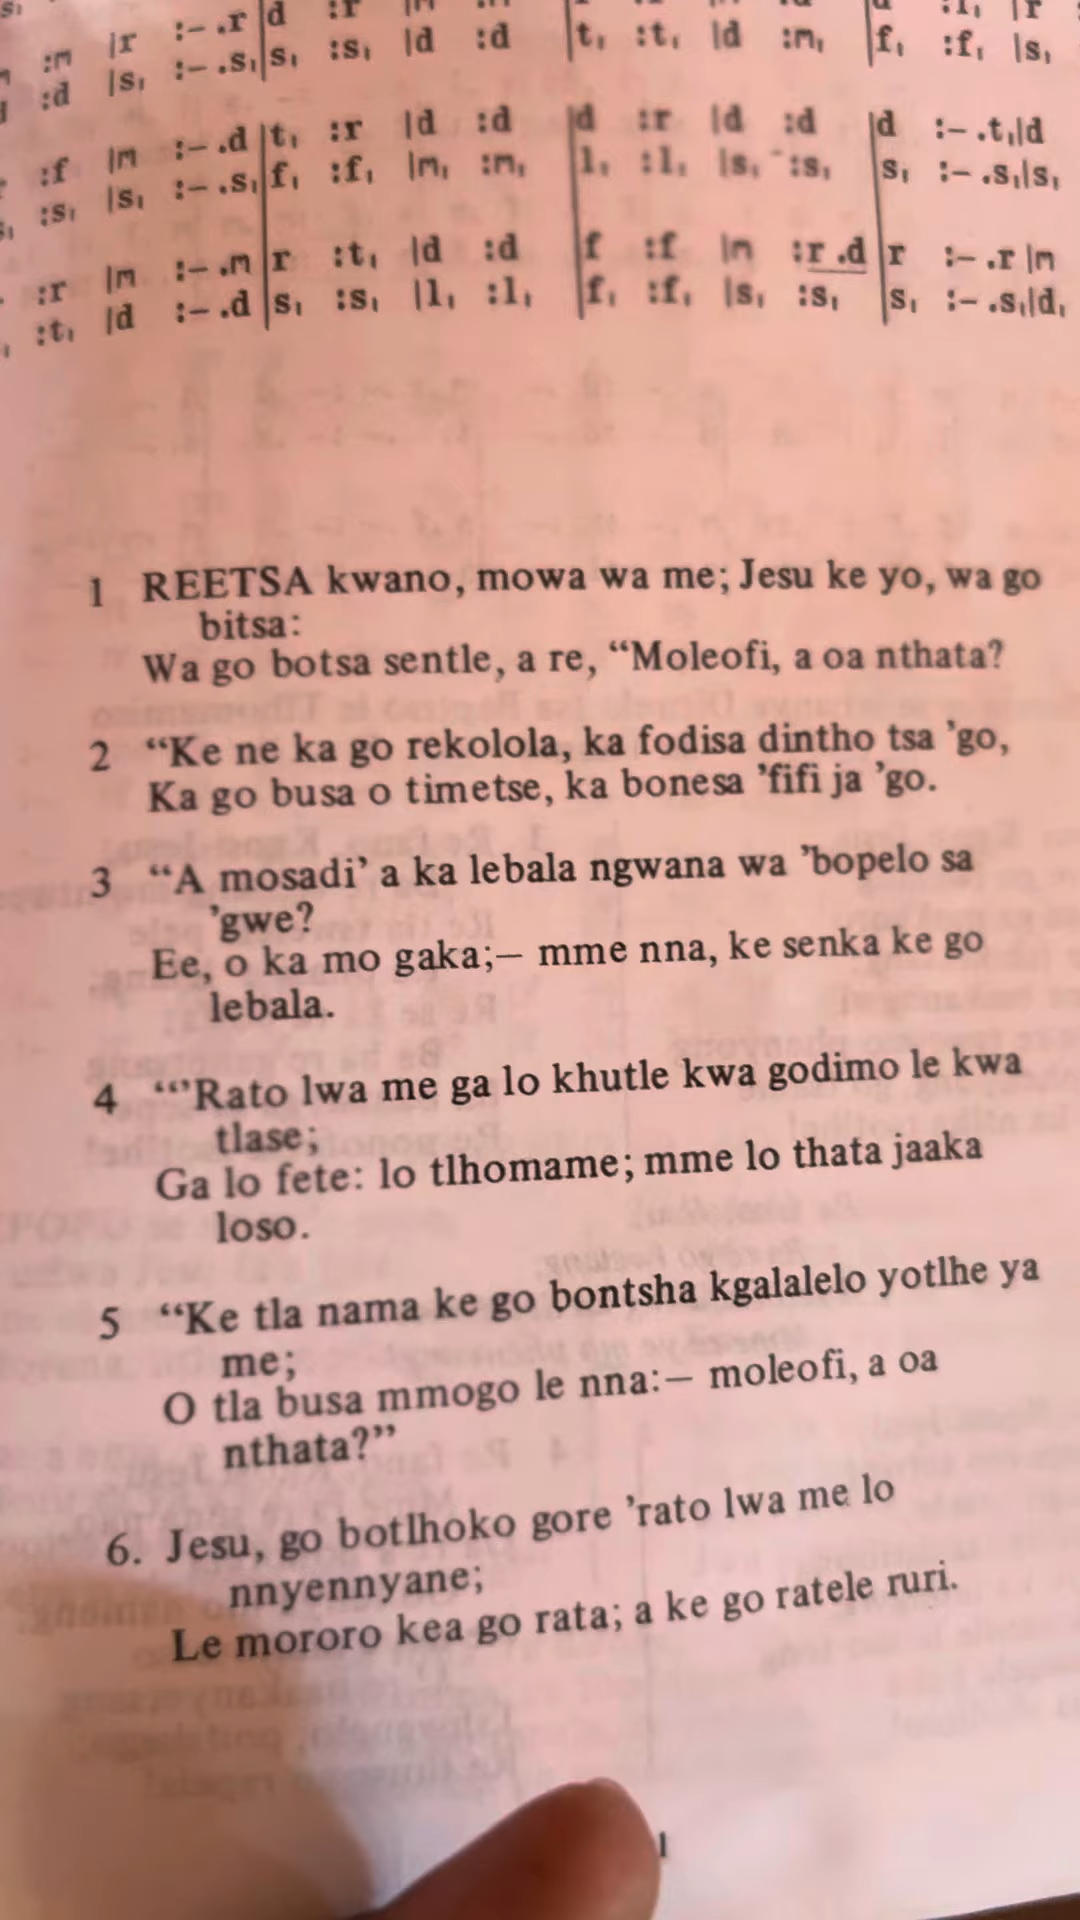 :m |r :– .r|d :r
:d |s, :– .s,|s, :s, |d :d |t, :t, |d :m, |f, :f, |s,
:f |m :– .d |t, :r |d :d |d :r |d :d |d :– .t,|d
:s, |s, :– .s,|f, :f, |m, :m, |l, :l, |s, :s, |s, :– .s,|s,
:r |m :– .m |r :t, |d :d |f :f |m :r .d |r :– .r |m
:t, |d :– .d |s, :s, |l, :l, |f, :f, |s, :s, |s, :– .s,|d,
1 REETSA kwano, mowa wa me; Jesu ke yo, wa go
bitsa:
Wa go botsa sentle, a re, “Moleofi, a oa nthata?
2 “Ke ne ka go rekolola, ka fodisa dintho tsa ’go,
Ka go busa o timetse, ka bonesa ’fifi ja ’go.
3 “A mosadi’ a ka lebala ngwana wa ’bopelo sa
’gwe?
Ee, o ka mo gaka;– mme nna, ke senka ke go
lebala.
4 “’Rato lwa me ga lo khutle kwa godimo le kwa
tlase;
Ga lo fete: lo tlhomame; mme lo thata jaaka
loso.
5 “Ke tla nama ke go bontsha kgalalelo yotlhe ya
me;
O tla busa mmogo le nna:– moleofi, a oa
nthata?”
6. Jesu, go botlhoko gore ’rato lwa me lo
nnyennyane;
Le mororo kea go rata; a ke go ratele ruri.